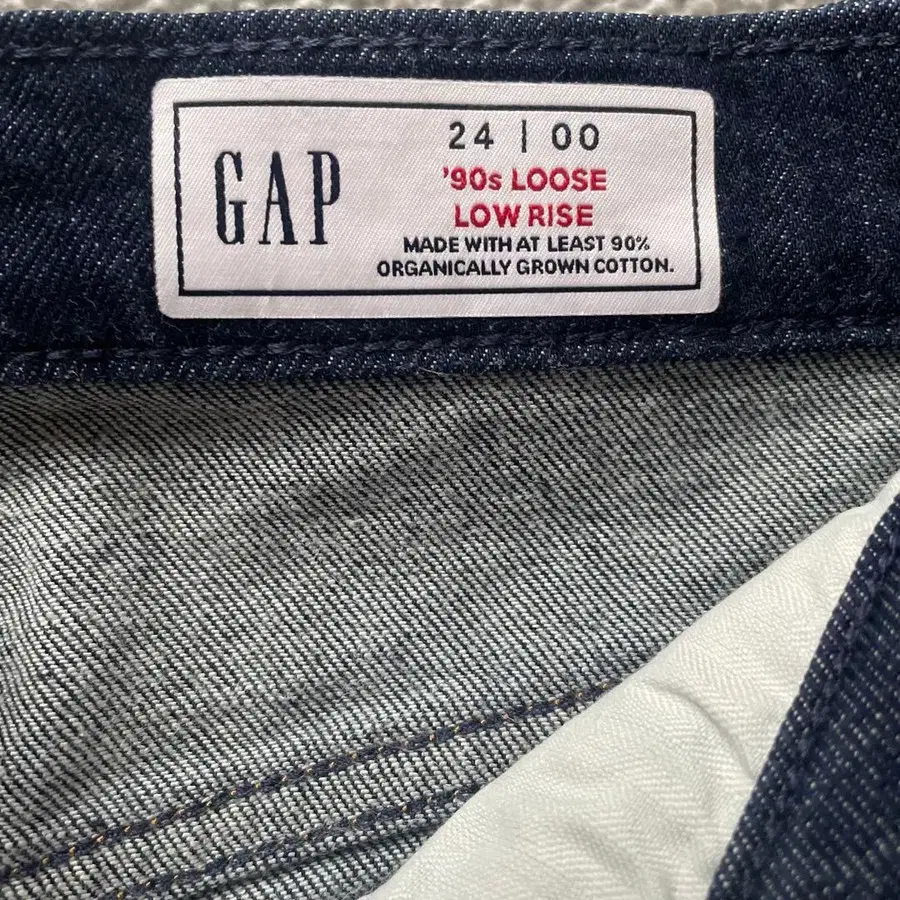 GAP
24 | 00
'90s LOOSE
LOW RISE
MADE WITH AT LEAST 90%
ORGANICALLY GROWN COTTON.